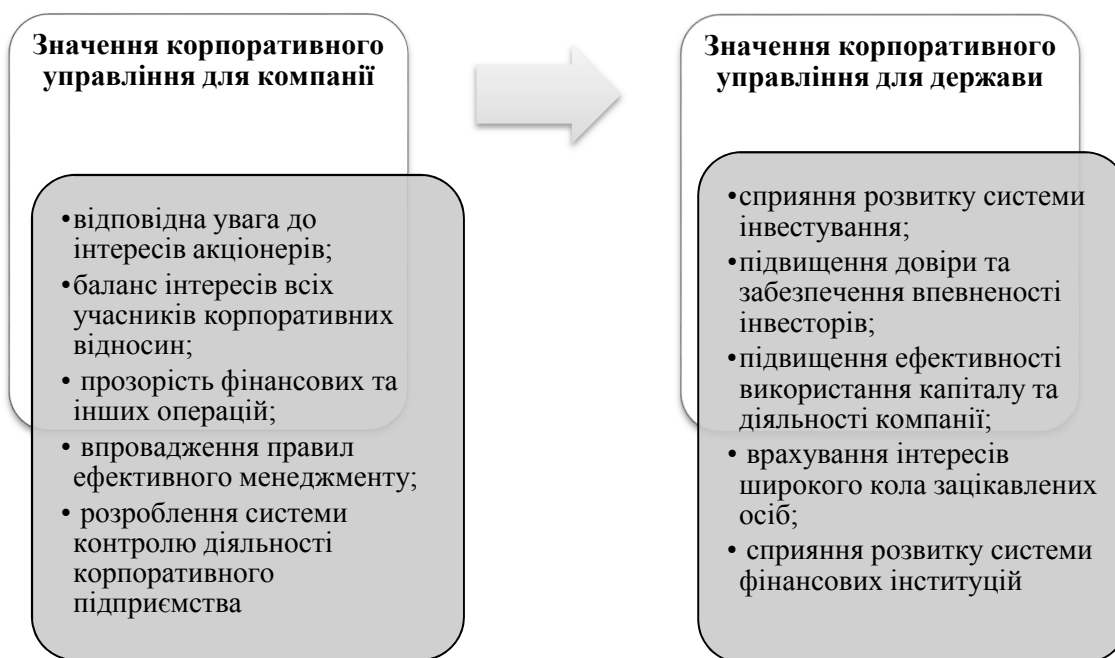 Значення корпоративного
управління для компанії
•відповідна увага до
інтересів акціонерів;
•баланс інтересів всіх
учасників корпоративних
відносин;
• прозорість фінансових та
інших операцій;
• впровадження правил
ефективного менеджменту;
• розроблення системи
контролю діяльності
корпоративного
підприємства
Значення корпоративного
управління для держави
•сприяння розвитку системи
інвестування;
•підвищення довіри та
забезпечення впевненості
інвесторів;
•підвищення ефективності
використання капіталу та
діяльності компанії;
• врахування інтересів
широкого кола зацікавлених
осіб;
• сприяння розвитку системи
фінансових інституцій